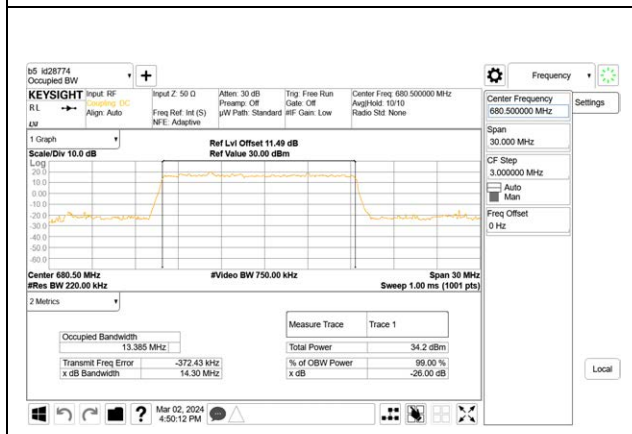 b5 id28774
Occupied BW
Frequency
KEYSIGHT
RL
Input: RF
Coupling: DC
Align: Auto
Input Z: 50 Ω
Freq Ref: Int (S)
NFE: Adaptive
Atten: 30 dB
Preamp: Off
µW Path: Standard
Trig: Free Run
Gate: Off
#IF Gain: Low
Center Freq: 680.500000 MHz
Avg|Hold: 10/10
Radio Std: None
Center Frequency
680.500000 MHz
Settings
Span
30.000 MHz
CF Step
3.000000 MHz
Auto
Man
Freq Offset
0 Hz
Local
1 Graph
Scale/Div 10.0 dB
Ref Lvl Offset 11.49 dB
Ref Value 30.00 dBm
Log
20.0
10.0
0.00
-10.0
-20.0
-30.0
-40.0
-50.0
-60.0
Center 680.50 MHz
#Video BW 750.00 kHz
Span 30 MHz
#Res BW 220.00 kHz
Sweep 1.00 ms (1001 pts)
2 Metrics
Measure Trace
Trace 1
Occupied Bandwidth
13.385 MHz
Total Power
34.2 dBm
Transmit Freq Error
-372.43 kHz
% of OBW Power
99.00 %
x dB Bandwidth
14.30 MHz
x dB
-26.00 dB
Mar 02, 2024
4:50:12 PM